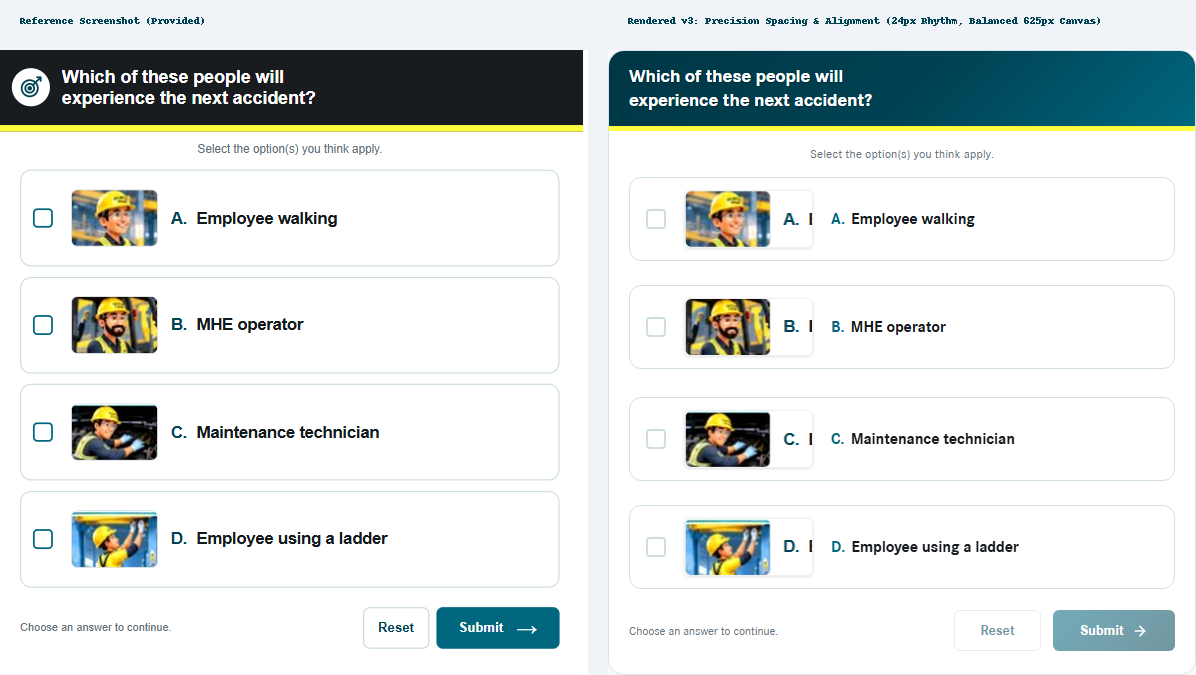 Reference Screenshot (Provided)
Which of these people will
experience the next accident?
Select the option(s) you think apply.
A. Employee walking
B. MHE operator
C. Maintenance technician
D. Employee using a ladder
Choose an answer to continue.
Reset
Submit →
Rendered v3: Precision Spacing & Alignment (24px Rhythm, Balanced 625px Canvas)
Which of these people will
experience the next accident?
Select the option(s) you think apply.
A. A. Employee walking
B. B. MHE operator
C. C. Maintenance technician
D. D. Employee using a ladder
Choose an answer to continue.
Reset
Submit →